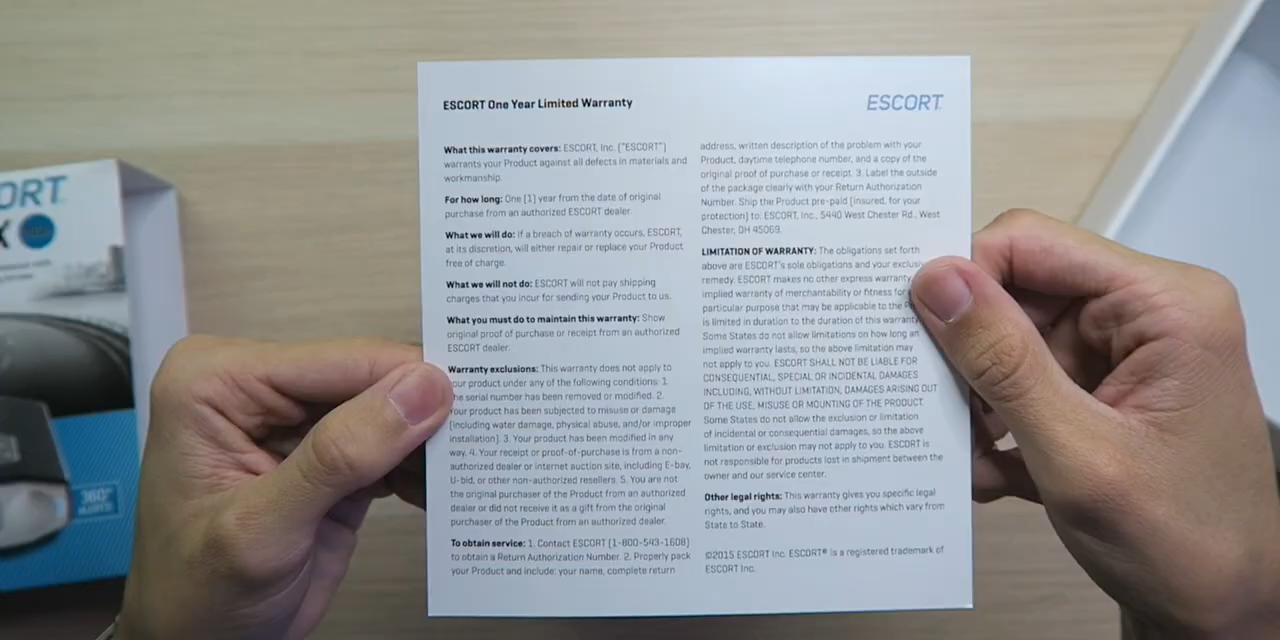 ESCORT One Year Limited Warranty
ESCORT
What this warranty covers: ESCORT, Inc. ("ESCORT")
warrants your Product against all defects in materials and
workmanship.
For how long: One [1] year from the date of original
purchase from an authorized ESCORT dealer.
What we will do: If a breach of warranty occurs, ESCORT,
at its discretion, will either repair or replace your Product
free of charge.
What we will not do: ESCORT will not pay shipping
charges that you incur for sending your Product to us.
What you must do to maintain this warranty: Show
original proof of purchase or receipt from an authorized
ESCORT dealer.
Warranty exclusions: This warranty does not apply to
your product under any of the following conditions: 1.
The serial number has been removed or modified. 2.
Your product has been subjected to misuse or damage
[including water damage, physical abuse, and/or improper
installation]. 3. Your product has been modified in any
way. 4. Your receipt or proof-of-purchase is from a non-
authorized dealer or internet auction site, including E-bay,
U-bid, or other non-authorized resellers. 5. You are not
the original purchaser of the Product from an authorized
dealer or did not receive it as a gift from the original
purchaser of the Product from an authorized dealer.
To obtain service: 1. Contact ESCORT [1-800-543-1608]
to obtain a Return Authorization Number. 2. Properly pack
your Product and include: your name, complete return
address, written description of the problem with your
Product, daytime telephone number, and a copy of the
original proof of purchase or receipt. 3. Label the outside
of the package clearly with your Return Authorization
Number. Ship the Product pre-paid [insured, for your
protection] to: ESCORT, Inc., 5440 West Chester Rd., West
Chester, OH 45069.
LIMITATION OF WARRANTY: The obligations set forth
above are ESCORT's sole obligations and your exclusiv
remedy. ESCORT makes no other express warranty
implied warranty of merchantability or fitness for
particular purpose that may be applicable to the P
is limited in duration to the duration of this warranty
Some States do not allow limitations on how long an
implied warranty lasts, so the above limitation may
not apply to you. ESCORT SHALL NOT BE LIABLE FOR
CONSEQUENTIAL, SPECIAL OR INCIDENTAL DAMAGES
INCLUDING, WITHOUT LIMITATION, DAMAGES ARISING OUT
OF THE USE, MISUSE OR MOUNTING OF THE PRODUCT.
Some States do not allow the exclusion or limitation
of incidental or consequential damages, so the above
limitation or exclusion may not apply to you. ESCORT is
not responsible for products lost in shipment between the
owner and our service center.
Other legal rights: This warranty gives you specific legal
rights, and you may also have other rights which vary from
State to State.
©2015 ESCORT Inc. ESCORT® is a registered trademark of
ESCORT Inc.
ORT
X
360°
ALERTS